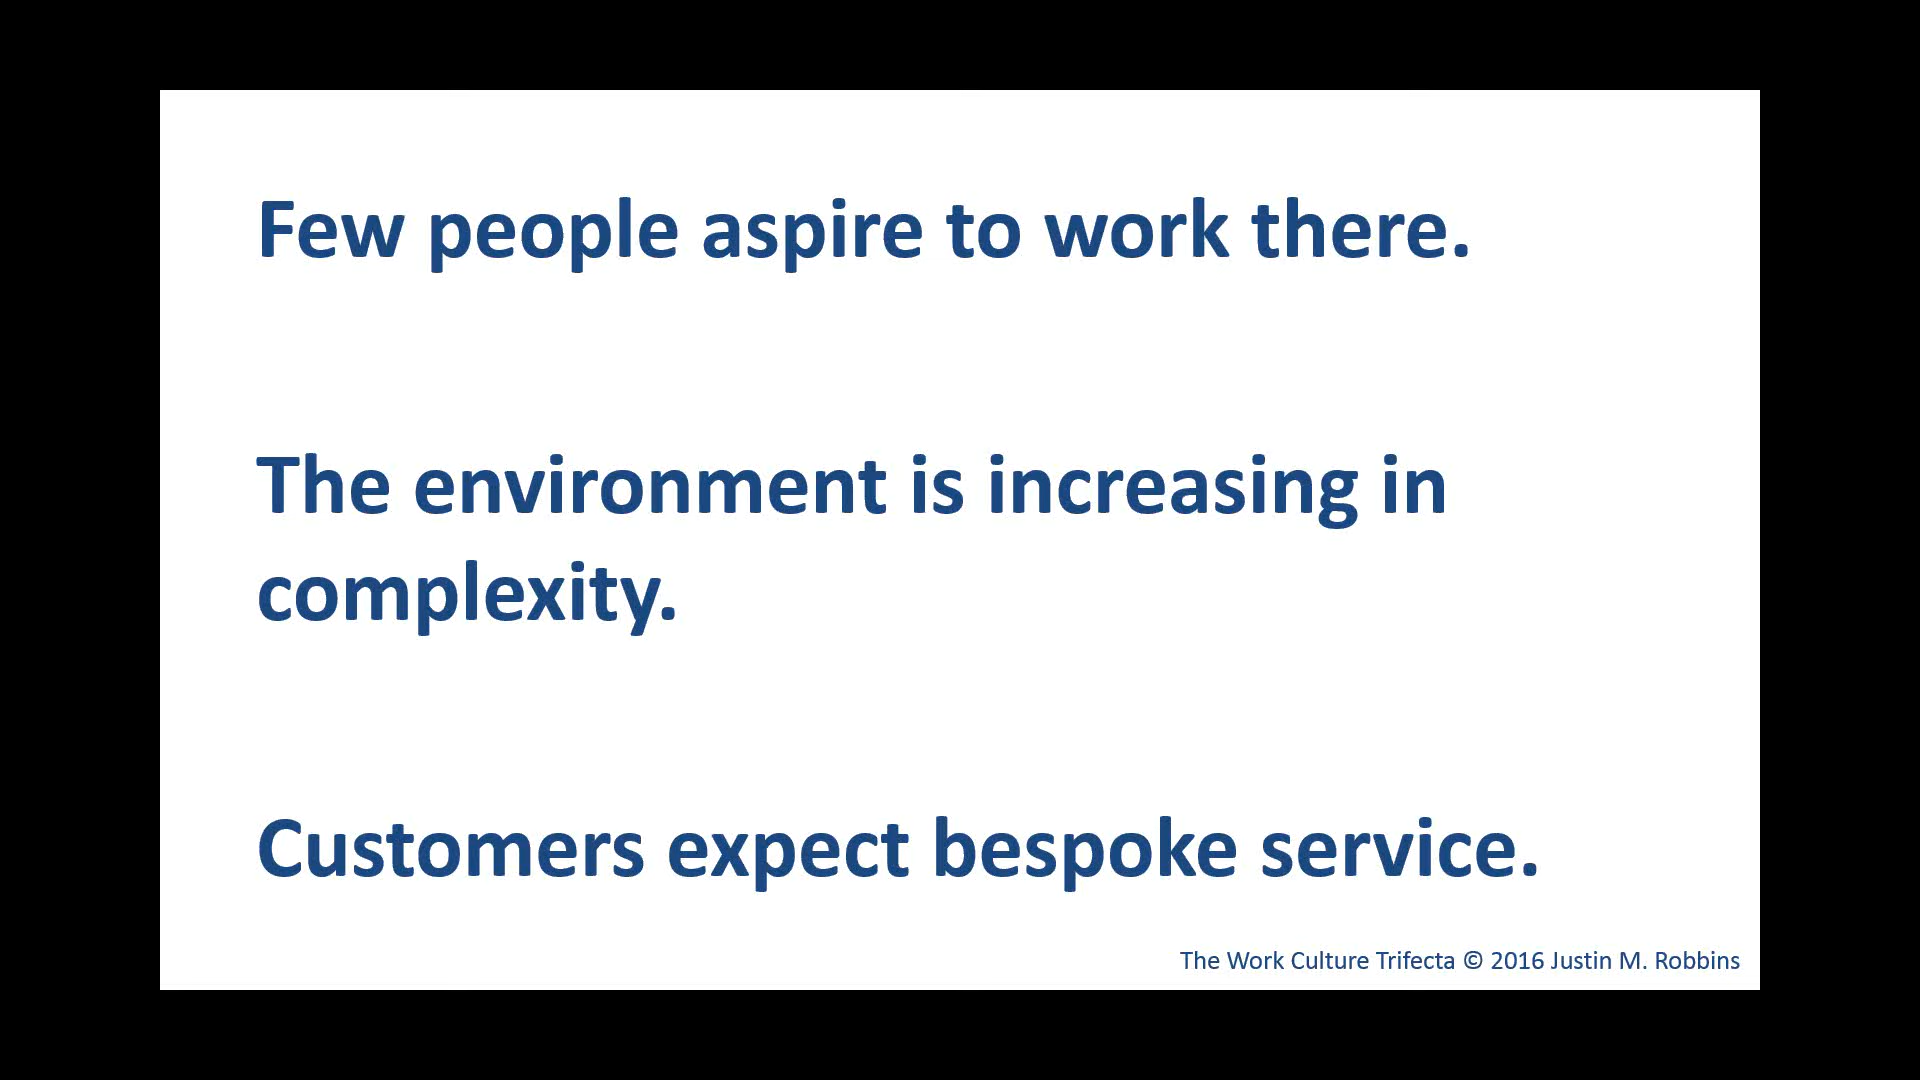 Few people aspire to work there.
The environment is increasing in
complexity.
Customers expect bespoke service.
The Work Culture Trifecta © 2016 Justin M. Robbins